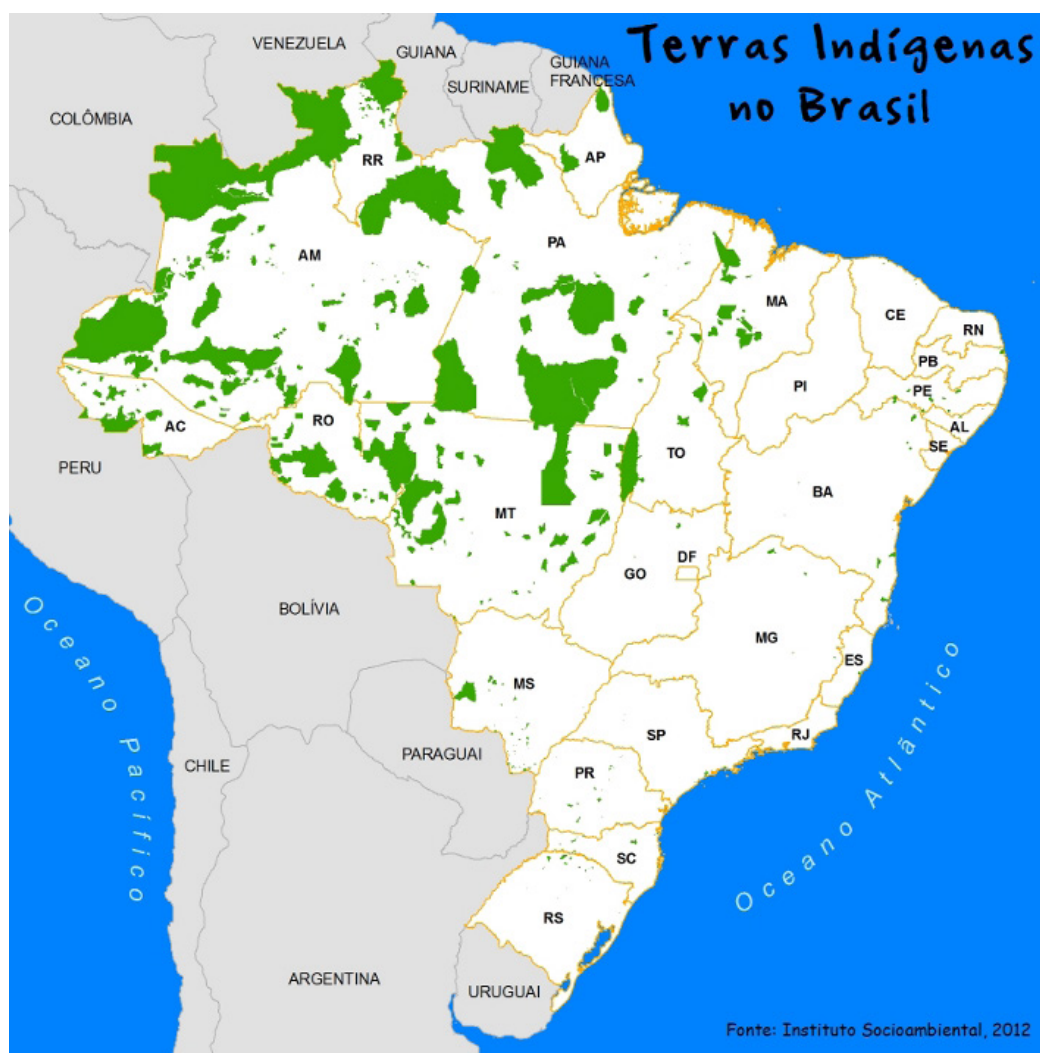 Terras Indígenas
no Brasil
VENEZUELA
GUIANA
SURINAME
GUIANA
FRANCESA
COLÔMBIA
RR
AP
AM
PA
MA
CE
RN
PB
PE
PI
AL
SE
AC
RO
TO
PERU
BA
MT
DF
GO
BOLÍVIA
MG
ES
MS
SP
RJ
PARAGUAI
CHILE
PR
SC
RS
ARGENTINA
URUGUAI
Oceano Pacífico
Oceano Atlântico
Fonte: Instituto Socioambiental, 2012